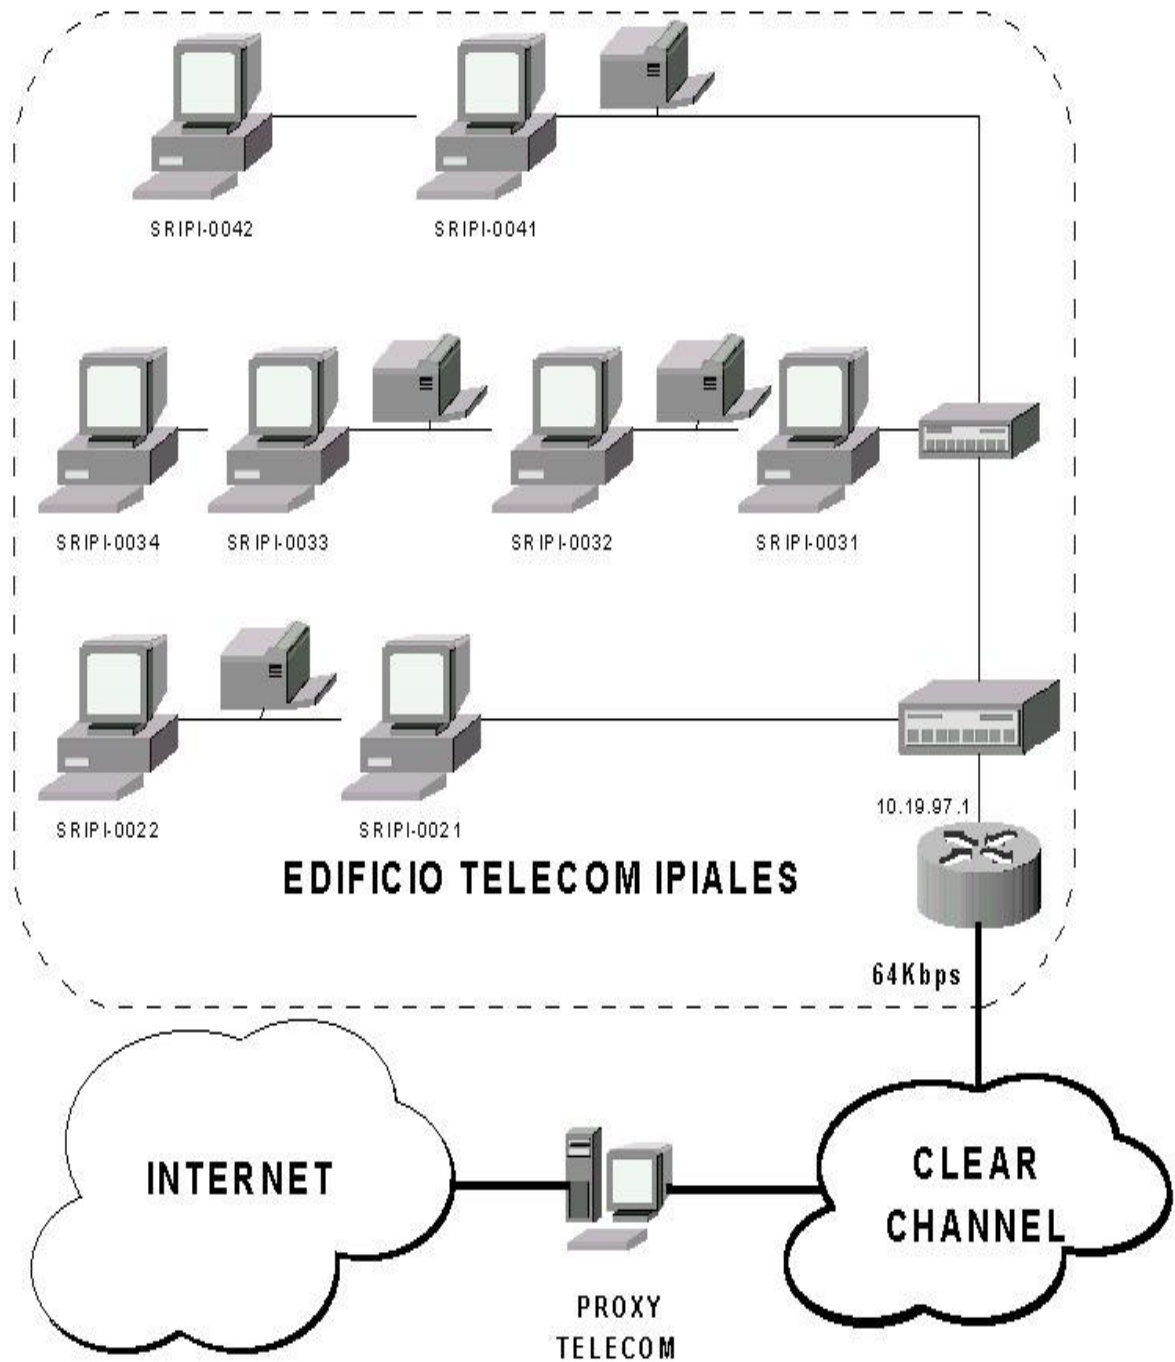 SRIPI-0042
SRIPI-0041
SRIPI-0034
SRIPI-0033
SRIPI-0032
SRIPI-0031
SRIPI-0022
SRIPI-0021
10.19.97.1
EDIFICIO TELECOM IPIALES
64Kbps
INTERNET
CLEAR
CHANNEL
PROXY
TELECOM